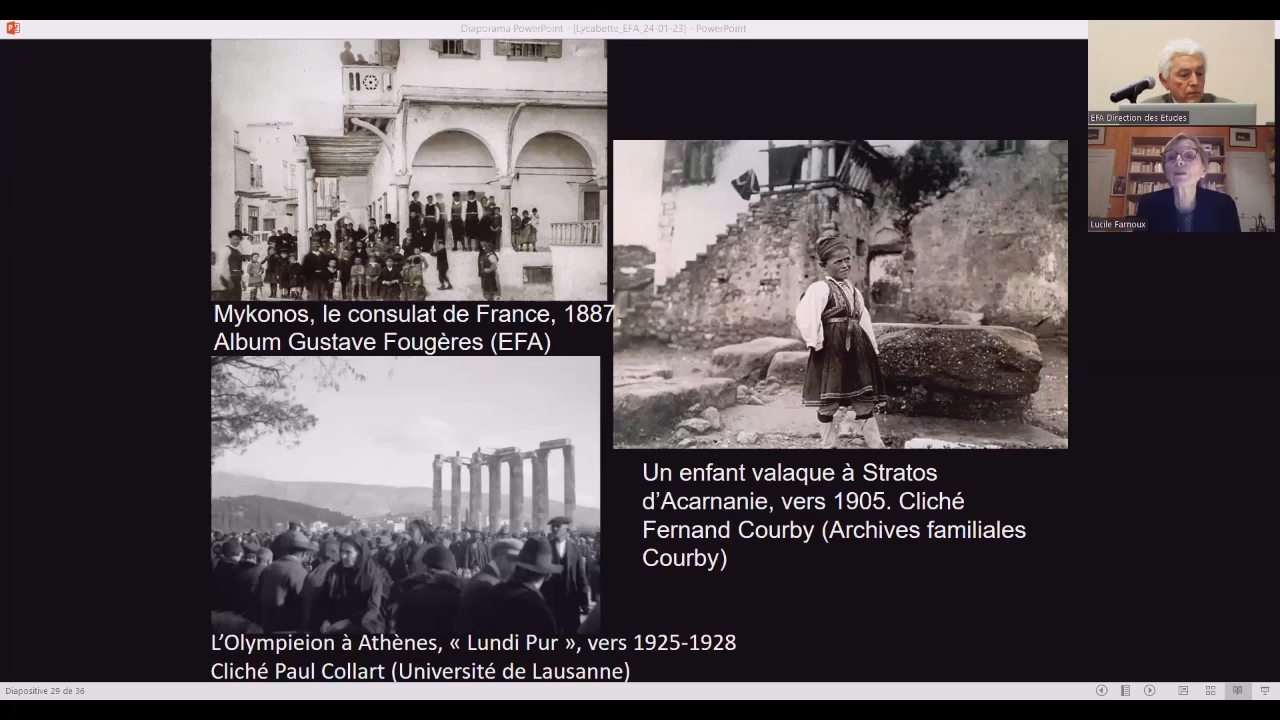 Diaporama PowerPoint - [Lycabette_EFA_24-01-23] - PowerPoint
EFA Direction des Etudes
Lucile Farnoux
Mykonos, le consulat de France, 1887,
Album Gustave Fougères (EFA)
Un enfant valaque à Stratos
d’Acarnanie, vers 1905. Cliché
Fernand Courby (Archives familiales
Courby)
L’Olympieion à Athènes, « Lundi Pur », vers 1925-1928
Cliché Paul Collart (Université de Lausanne)
Diapositive 29 de 36